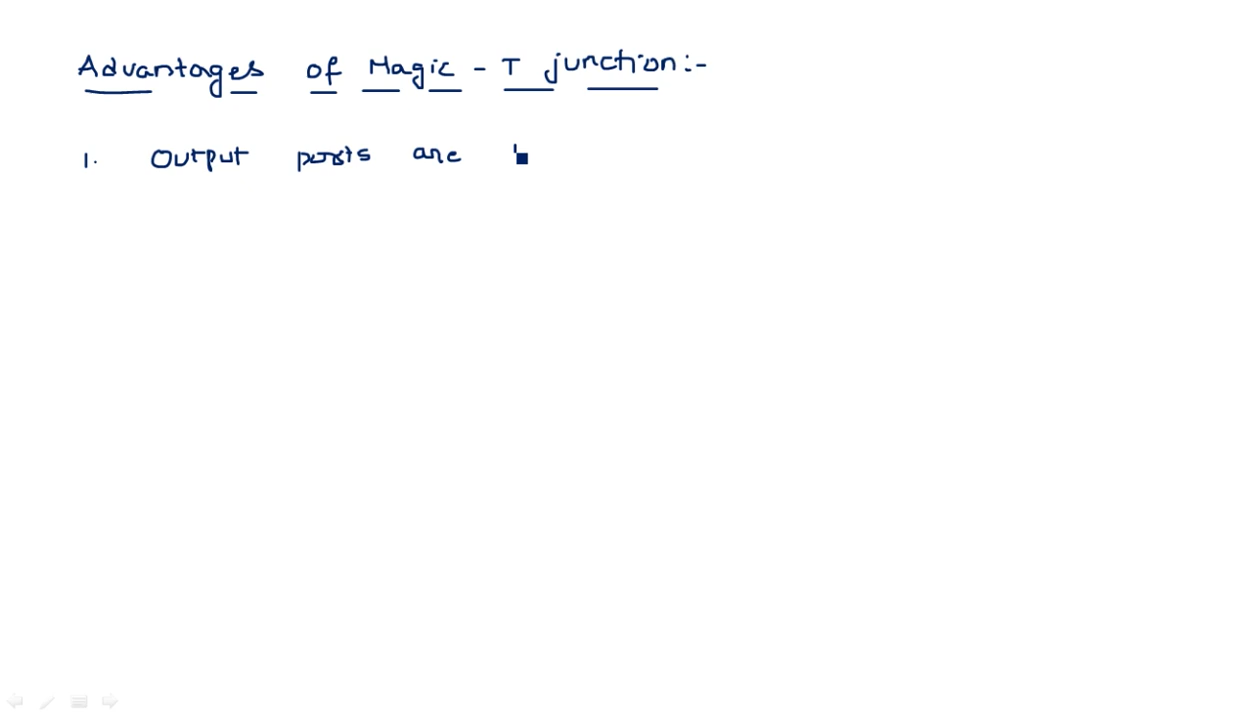 Advantages of Magic - T junction :-
1. Output ports are